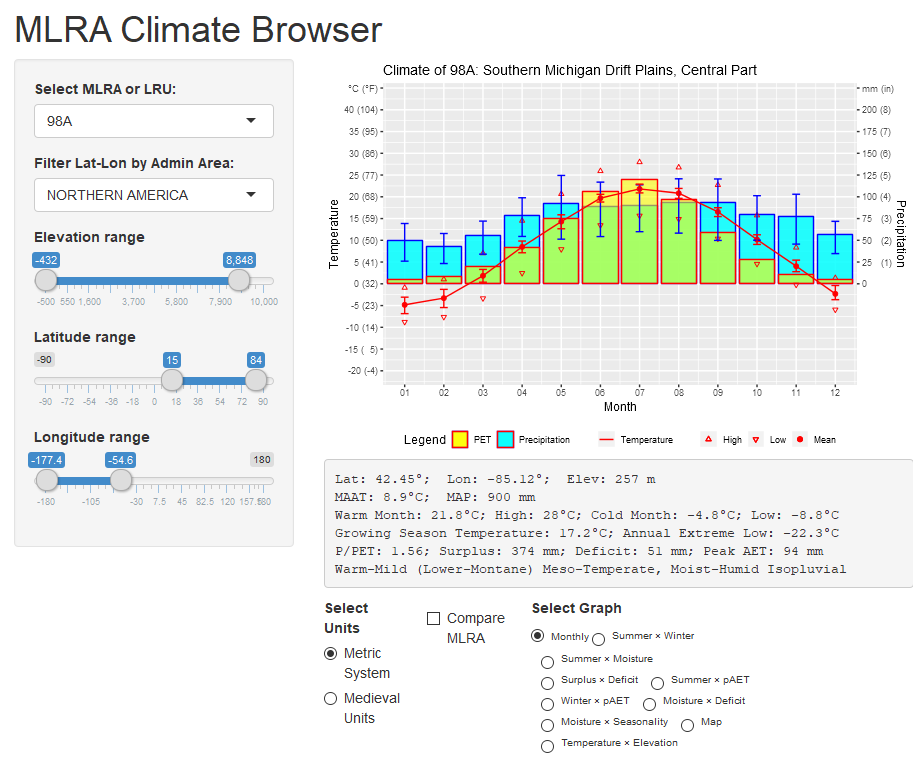 MLRA Climate Browser
Select MLRA or LRU:
98A
Filter Lat-Lon by Admin Area:
NORTHERN AMERICA
Elevation range
-432 8,848
-500 550 1,600 3,700 5,800 7,900 10,000
Latitude range
-90 15 84
-90 -72 -54 -36 -18 0 18 36 54 72 90
Longitude range
-177.4 -54.6 180
-180 -105 -30 7.5 45 82.5 120 157.5 180
Climate of 98A: Southern Michigan Drift Plains, Central Part
°C (°F) mm (in)
40 (104) 200 (8)
35 (95) 175 (7)
30 (86) 150 (6)
25 (77) 125 (5)
20 (68) 100 (4)
15 (59) 75 (3)
10 (50) 50 (2)
5 (41) 25 (1)
0 (32) 0
-5 (23)
-10 (14)
-15 ( 5)
-20 (-4)
Temperature
Precipitation
01 02 03 04 05 06 07 08 09 10 11 12
Month
Legend PET Precipitation Temperature High Low Mean
Lat: 42.45°; Lon: -85.12°; Elev: 257 m
MAAT: 8.9°C; MAP: 900 mm
Warm Month: 21.8°C; High: 28°C; Cold Month: -4.8°C; Low: -8.8°C
Growing Season Temperature: 17.2°C; Annual Extreme Low: -22.3°C
P/PET: 1.56; Surplus: 374 mm; Deficit: 51 mm; Peak AET: 94 mm
Warm-Mild (Lower-Montane) Meso-Temperate, Moist-Humid Isopluvial
Select
Units
Metric
System
Medieval
Units
Compare
MLRA
Select Graph
Monthly Summer × Winter
Summer × Moisture
Surplus × Deficit Summer × pAET
Winter × pAET Moisture × Deficit
Moisture × Seasonality Map
Temperature × Elevation